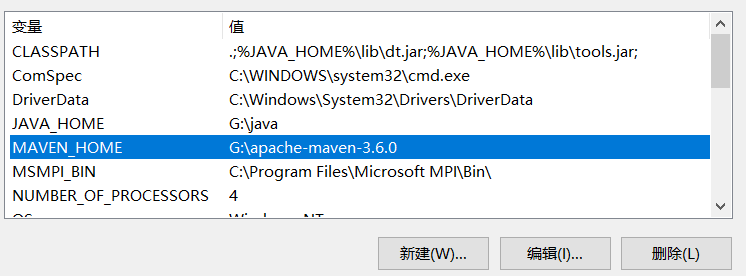 变量 值
CLASSPATH .;%JAVA_HOME%\lib\dt.jar;%JAVA_HOME%\lib\tools.jar;
ComSpec C:\WINDOWS\system32\cmd.exe
DriverData C:\Windows\System32\Drivers\DriverData
JAVA_HOME G:\java
MAVEN_HOME G:\apache-maven-3.6.0
MSMPI_BIN C:\Program Files\Microsoft MPI\Bin\
NUMBER_OF_PROCESSORS 4
OS Windows_NT
新建(W)... 编辑(I)... 删除(L)